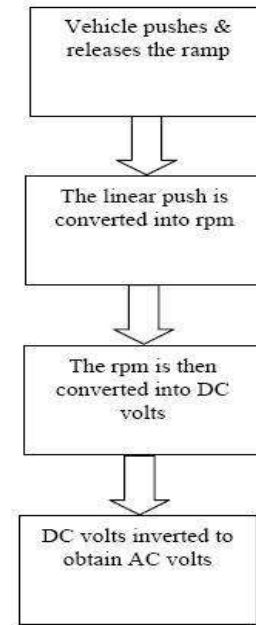 Vehicle pushes &
releases the ramp
The linear push is
converted into rpm
The rpm is then
converted into DC
volts
DC volts inverted to
obtain AC volts